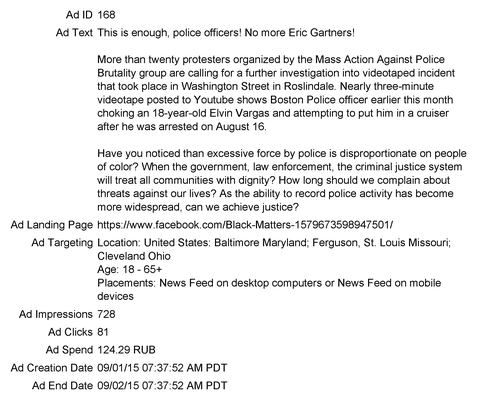 Ad ID 168
Ad Text This is enough, police officers! No more Eric Gartners!
More than twenty protesters organized by the Mass Action Against Police
Brutality group are calling for a further investigation into videotaped incident
that took place in Washington Street in Roslindale. Nearly three-minute
videotape posted to Youtube shows Boston Police officer earlier this month
choking an 18-year-old Elvin Vargas and attempting to put him in a cruiser
after he was arrested on August 16.
Have you noticed than excessive force by police is disproportionate on people
of color? When the government, law enforcement, the criminal justice system
will treat all communities with dignity? How long should we complain about
threats against our lives? As the ability to record police activity has become
more widespread, can we achieve justice?
Ad Landing Page https://www.facebook.com/Black-Matters-1579673598947501/
Ad Targeting Location: United States: Baltimore Maryland; Ferguson, St. Louis Missouri;
Cleveland Ohio
Age: 18 - 65+
Placements: News Feed on desktop computers or News Feed on mobile
devices
Ad Impressions 728
Ad Clicks 81
Ad Spend 124.29 RUB
Ad Creation Date 09/01/15 07:37:52 AM PDT
Ad End Date 09/02/15 07:37:52 AM PDT